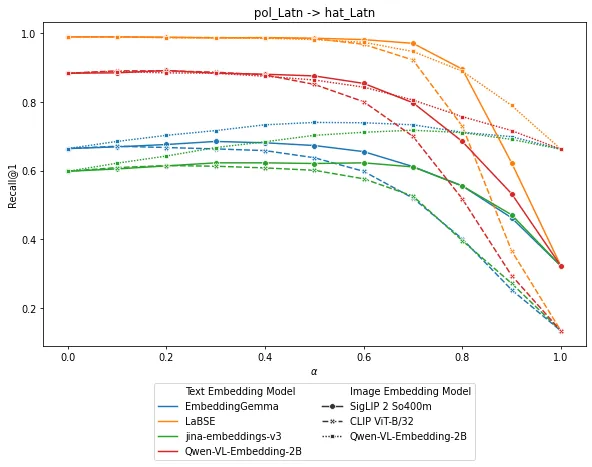 pol_Latn -> hat_Latn
1.0
0.8
0.6
0.4
0.2
Recall@1
0.0 0.2 0.4 0.6 0.8 1.0
α
Text Embedding Model Image Embedding Model
EmbeddingGemma SigLIP 2 So400m
LaBSE CLIP ViT-B/32
jina-embeddings-v3 Qwen-VL-Embedding-2B
Qwen-VL-Embedding-2B